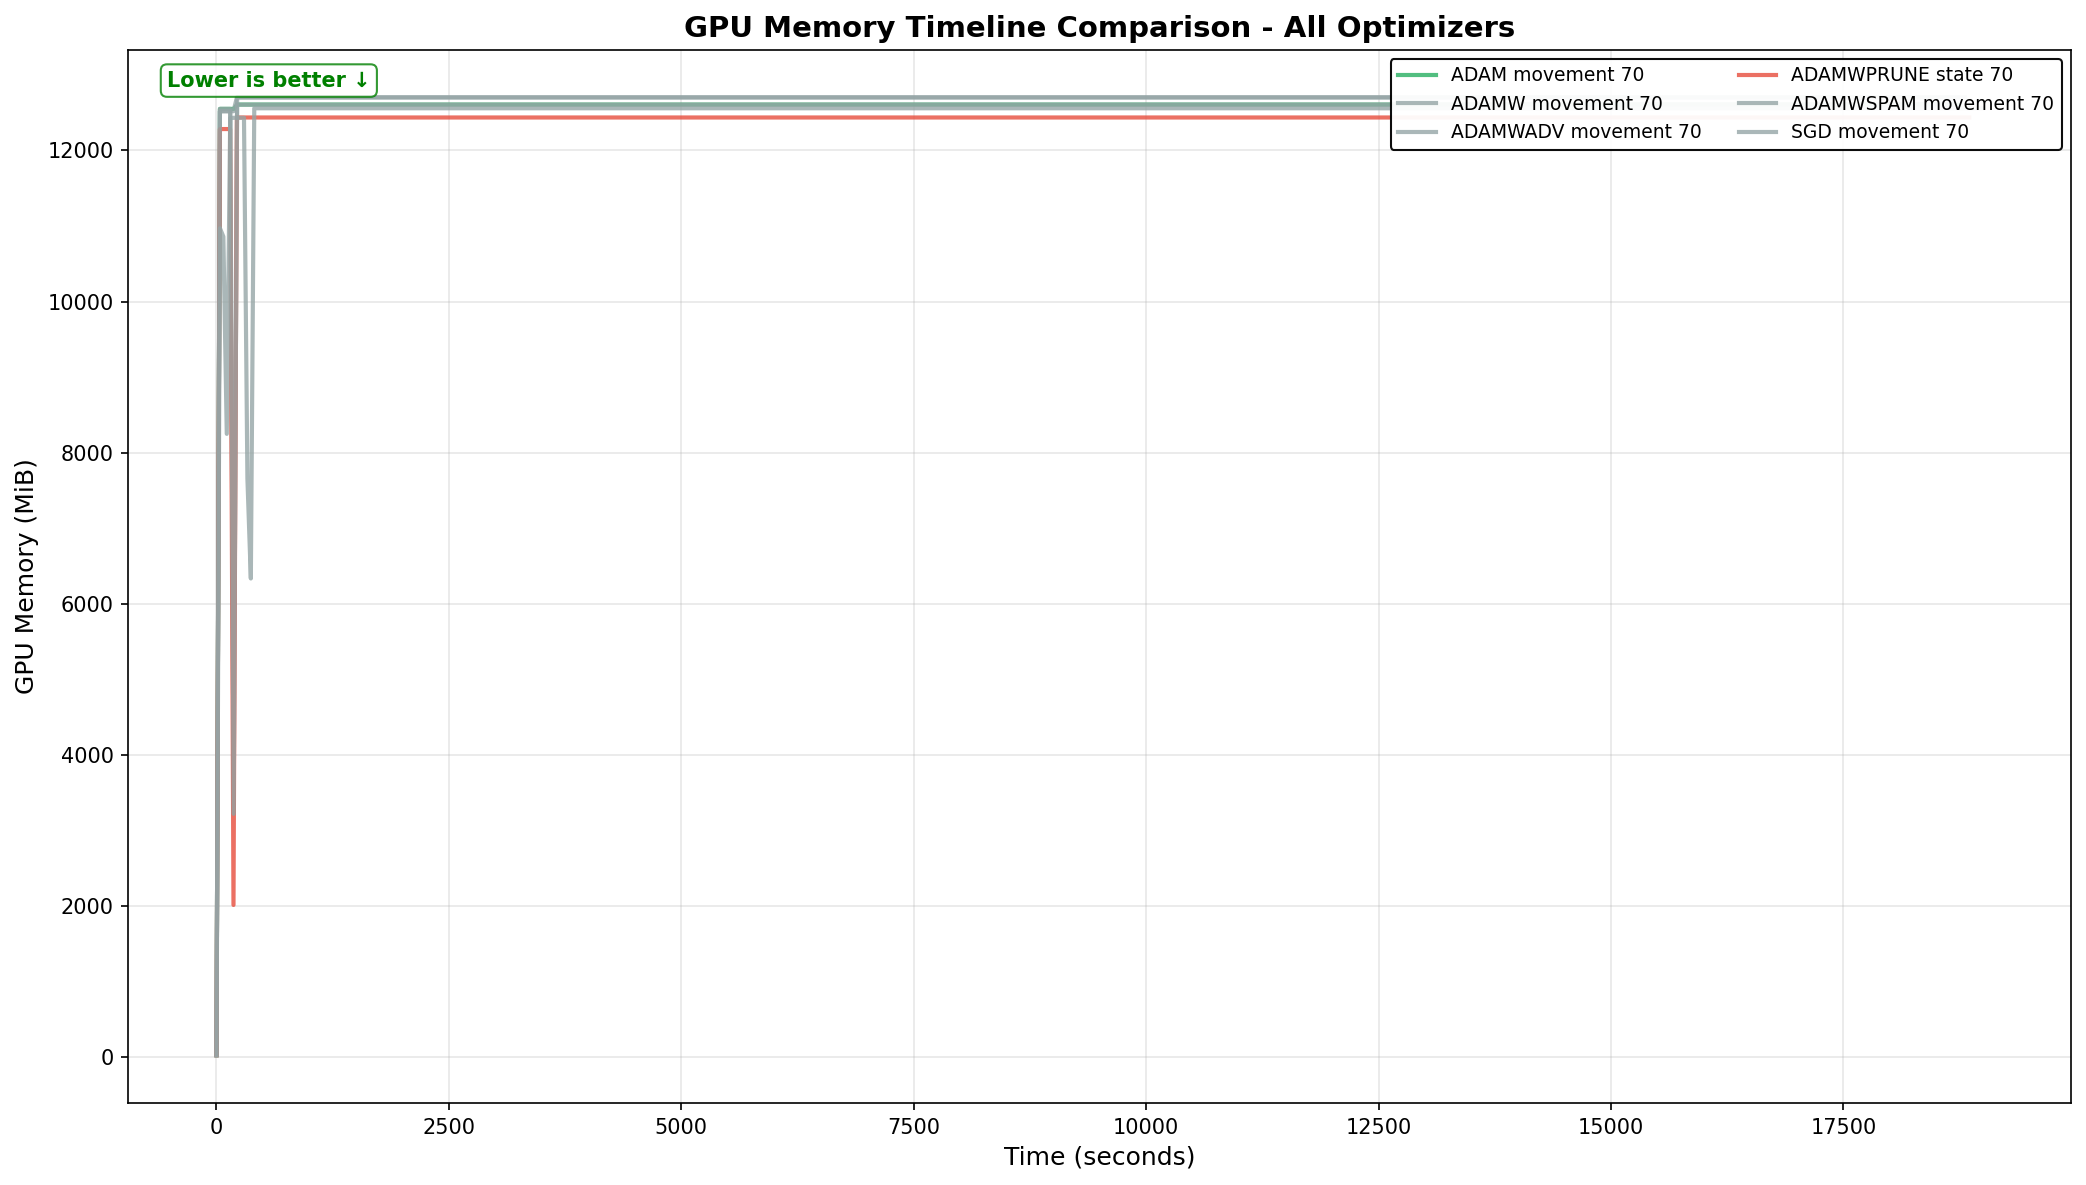 GPU Memory Timeline Comparison - All Optimizers
Lower is better ↓
ADAM movement 70
ADAMW movement 70
ADAMWADV movement 70
ADAMWPRUNE state 70
ADAMWSPAM movement 70
SGD movement 70
GPU Memory (MiB)
12000
10000
8000
6000
4000
2000
0
0 2500 5000 7500 10000 12500 15000 17500
Time (seconds)